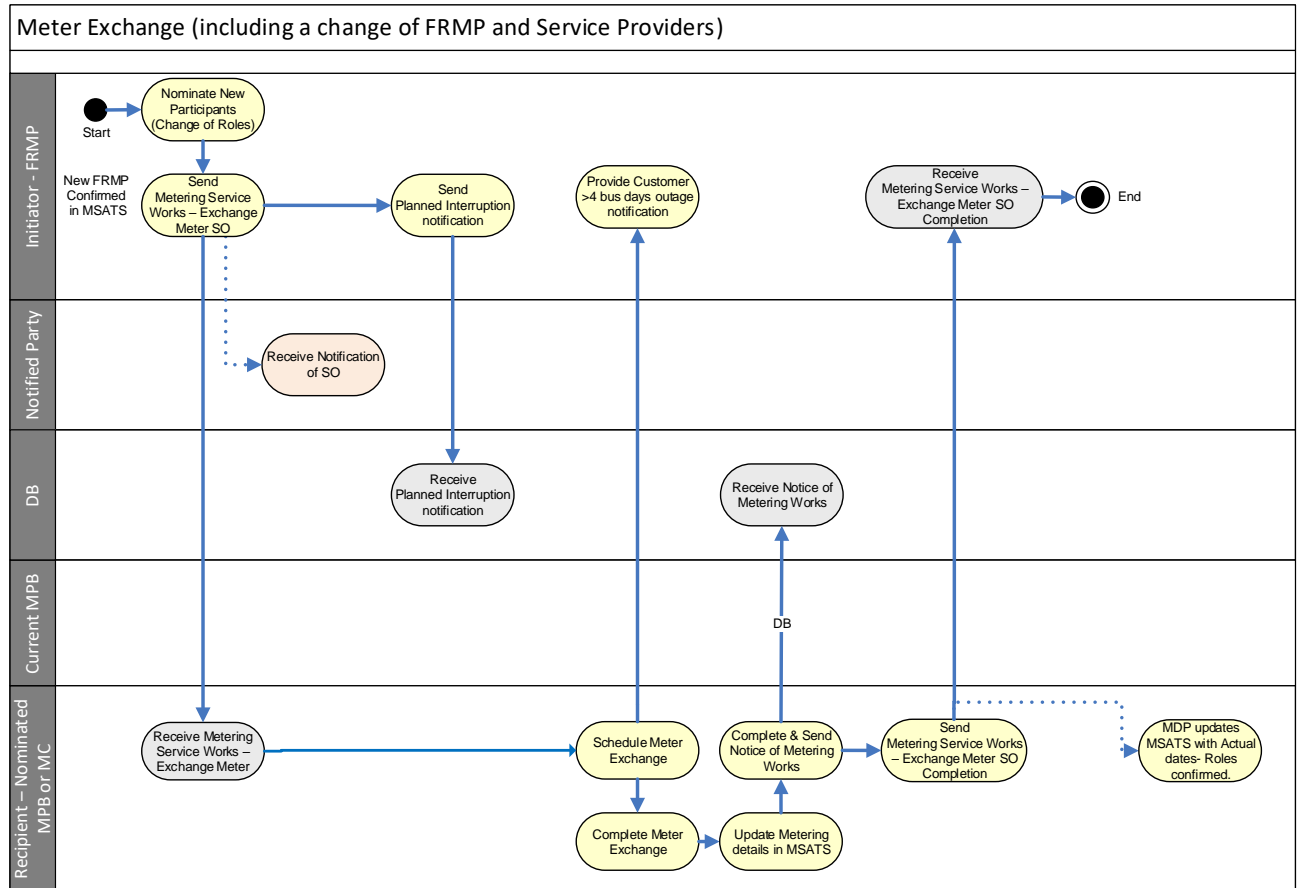 Meter Exchange (including a change of FRMP and Service Providers)
Initiator - FRMP
Start
Nominate New
Participants
(Change of Roles)
New FRMP
Confirmed
in MSATS
Send
Metering Service
Works – Exchange
Meter SO
Send
Planned Interruption
notification
Provide Customer
>4 bus days outage
notification
Receive
Metering Service Works –
Exchange Meter SO
Completion
End
Notified Party
Receive Notification
of SO
DB
Receive
Planned Interruption
notification
Receive Notice of
Metering Works
Current MPB
DB
Recipient – Nominated
MPB or MC
Receive Metering
Service Works –
Exchange Meter
Schedule Meter
Exchange
Complete & Send
Notice of Metering
Works
Send
Metering Service Works
– Exchange Meter SO
Completion
MDP updates
MSATS with Actual
dates- Roles
confirmed.
Complete Meter
Exchange
Update Metering
details in MSATS